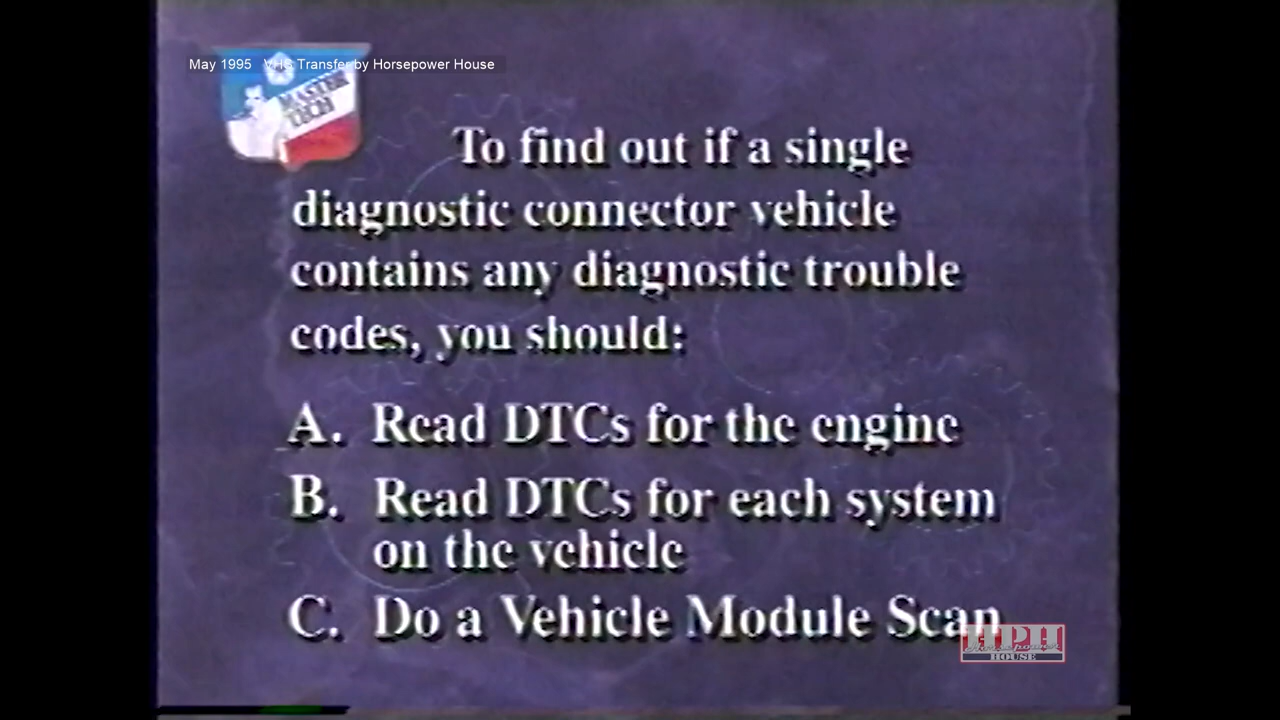 May 1995 VHS Transfer by Horsepower House
MASTER
TECH
To find out if a single
diagnostic connector vehicle
contains any diagnostic trouble
codes, you should:
A. Read DTCs for the engine
B. Read DTCs for each system
on the vehicle
C. Do a Vehicle Module Scan
HPH
HOUSE